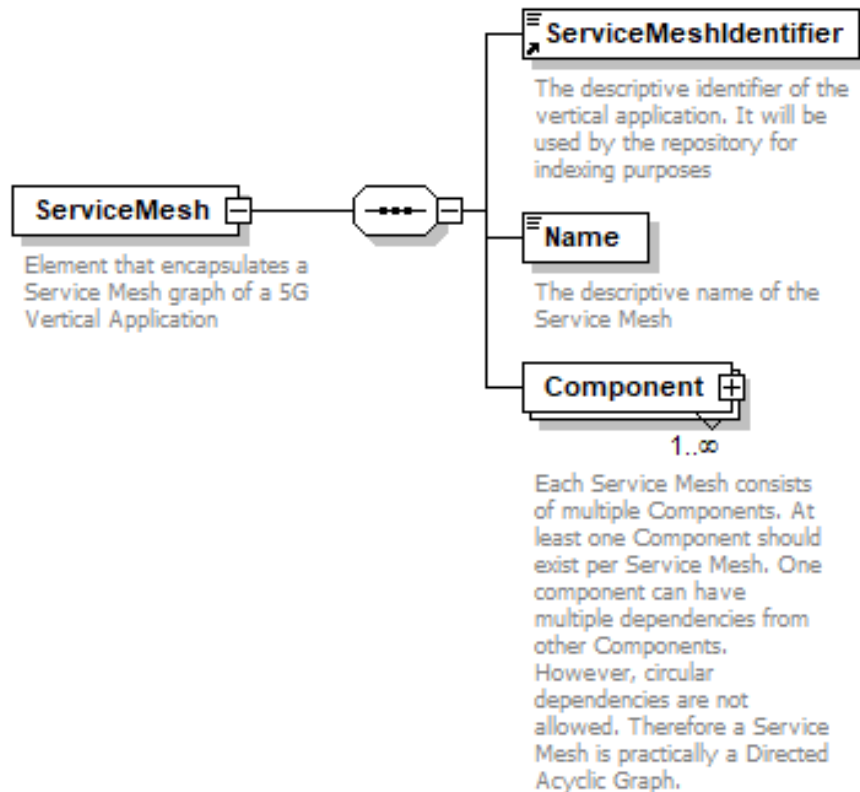 ServiceMeshIdentifier
The descriptive identifier of the
vertical application. It will be
used by the repository for
indexing purposes
ServiceMesh
Element that encapsulates a
Service Mesh graph of a 5G
Vertical Application
Name
The descriptive name of the
Service Mesh
Component
1..∞
Each Service Mesh consists
of multiple Components. At
least one Component should
exist per Service Mesh. One
component can have
multiple dependencies from
other Components.
However, circular
dependencies are not
allowed. Therefore a Service
Mesh is practically a Directed
Acyclic Graph.